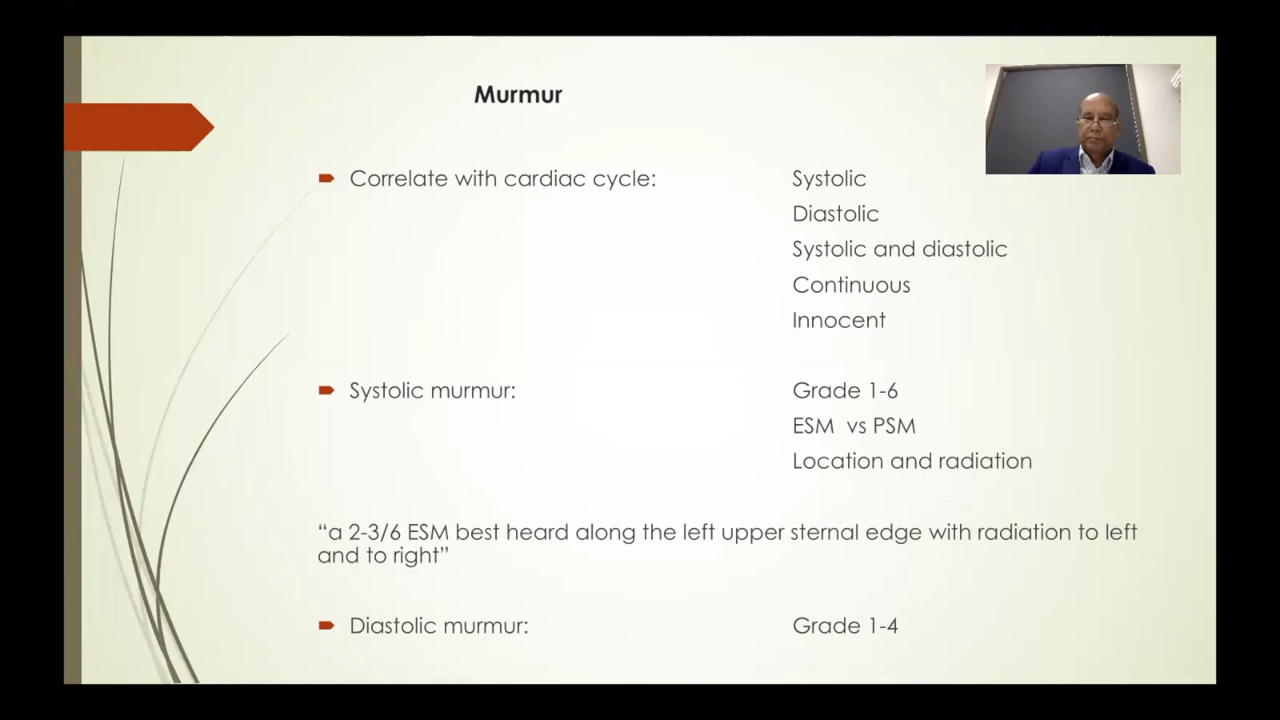 Murmur
Correlate with cardiac cycle: Systolic
Diastolic
Systolic and diastolic
Continuous
Innocent
Systolic murmur: Grade 1-6
ESM vs PSM
Location and radiation
“a 2-3/6 ESM best heard along the left upper sternal edge with radiation to left
and to right”
Diastolic murmur: Grade 1-4